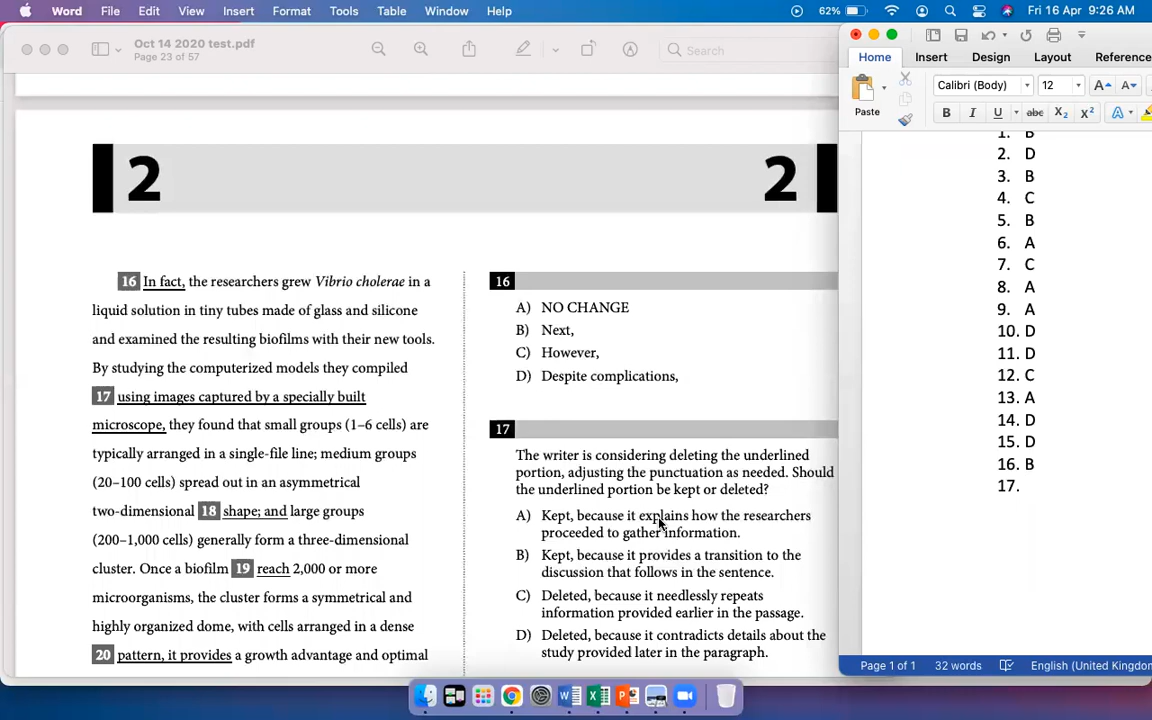 Word File Edit View Insert Format Tools Table Window Help 62% Fri 16 Apr 9:26 AM
Oct 14 2020 test.pdf
Page 23 of 57
Search
Home Insert Design Layout Reference
Paste
Calibri (Body) 12 A A
B I U abc X2 X2 A
2 2
16 In fact, the researchers grew Vibrio cholerae in a
liquid solution in tiny tubes made of glass and silicone
and examined the resulting biofilms with their new tools.
By studying the computerized models they compiled
17 using images captured by a specially built
microscope, they found that small groups (1–6 cells) are
typically arranged in a single-file line; medium groups
(20–100 cells) spread out in an asymmetrical
two-dimensional 18 shape; and large groups
(200–1,000 cells) generally form a three-dimensional
cluster. Once a biofilm 19 reach 2,000 or more
microorganisms, the cluster forms a symmetrical and
highly organized dome, with cells arranged in a dense
20 pattern, it provides a growth advantage and optimal
16
A) NO CHANGE
B) Next,
C) However,
D) Despite complications,
17
The writer is considering deleting the underlined
portion, adjusting the punctuation as needed. Should
the underlined portion be kept or deleted?
A) Kept, because it explains how the researchers
proceeded to gather information.
B) Kept, because it provides a transition to the
discussion that follows in the sentence.
C) Deleted, because it needlessly repeats
information provided earlier in the passage.
D) Deleted, because it contradicts details about the
study provided later in the paragraph.
1. B
2. D
3. B
4. C
5. B
6. A
7. C
8. A
9. A
10. D
11. D
12. C
13. A
14. D
15. D
16. B
17.
Page 1 of 1 32 words English (United Kingdom